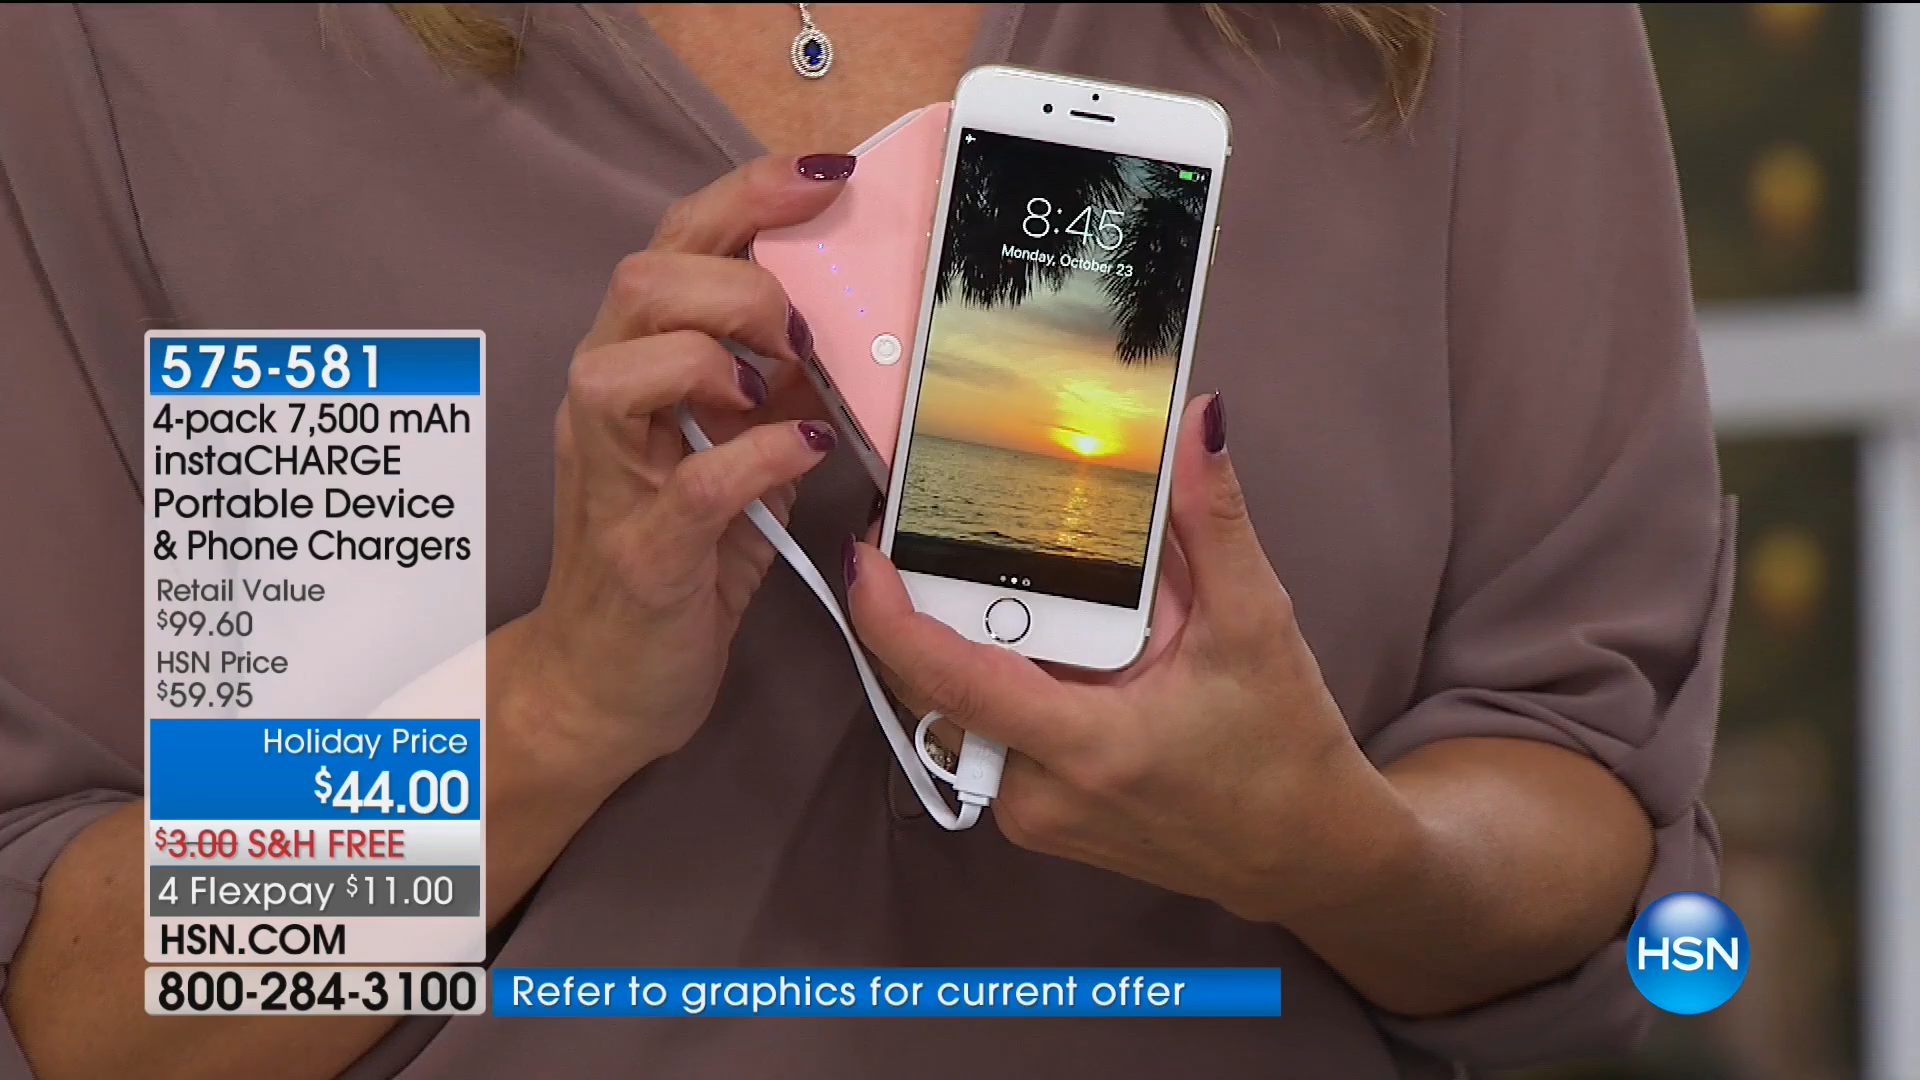 8:45
Monday, October 23
575-581
4-pack 7,500 mAh
instaCHARGE
Portable Device
& Phone Chargers
Retail Value
$99.60
HSN Price
$59.95
Holiday Price
$44.00
$3.00 S&H FREE
4 Flexpay $11.00
HSN.COM
800-284-3100
Refer to graphics for current offer
HSN